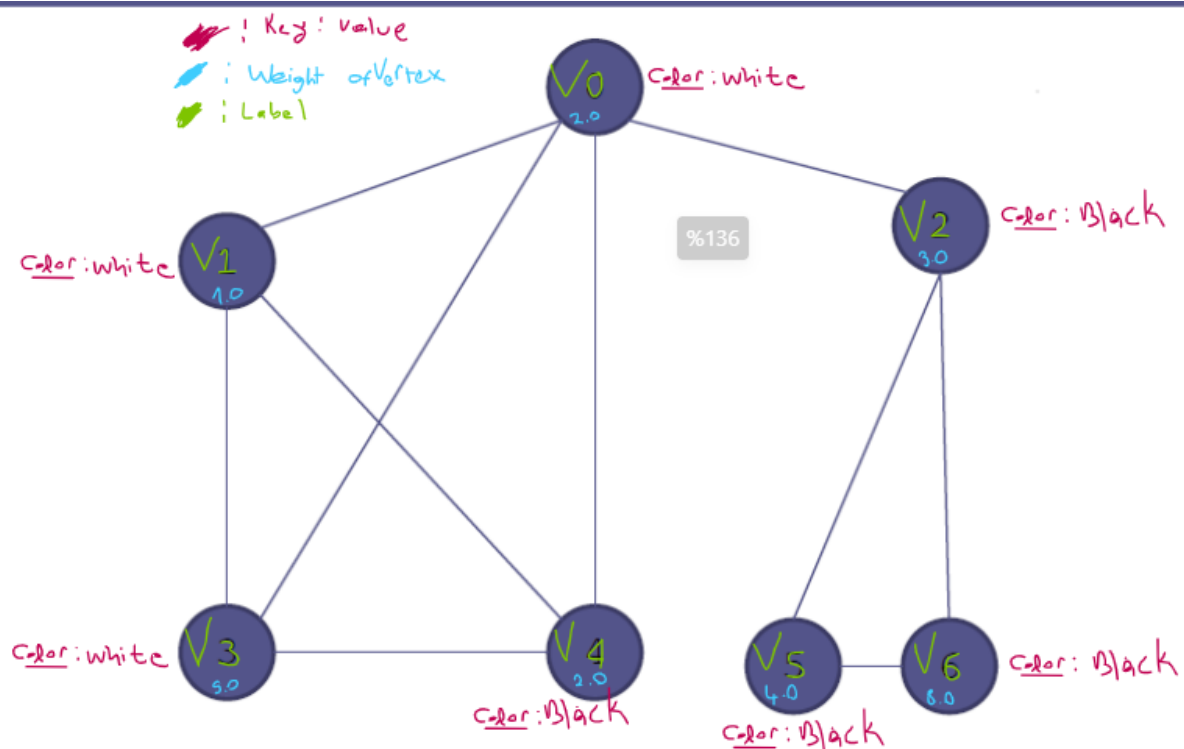 : Key : value
: Weight of Vertex
: Label
V0
2.0
Color: white
V1
1.0
Color: white
%136
V2
3.0
Color: Black
V3
5.0
Color: white
V4
2.0
Color: Black
V5
4.0
Color: Black
V6
Color: Black